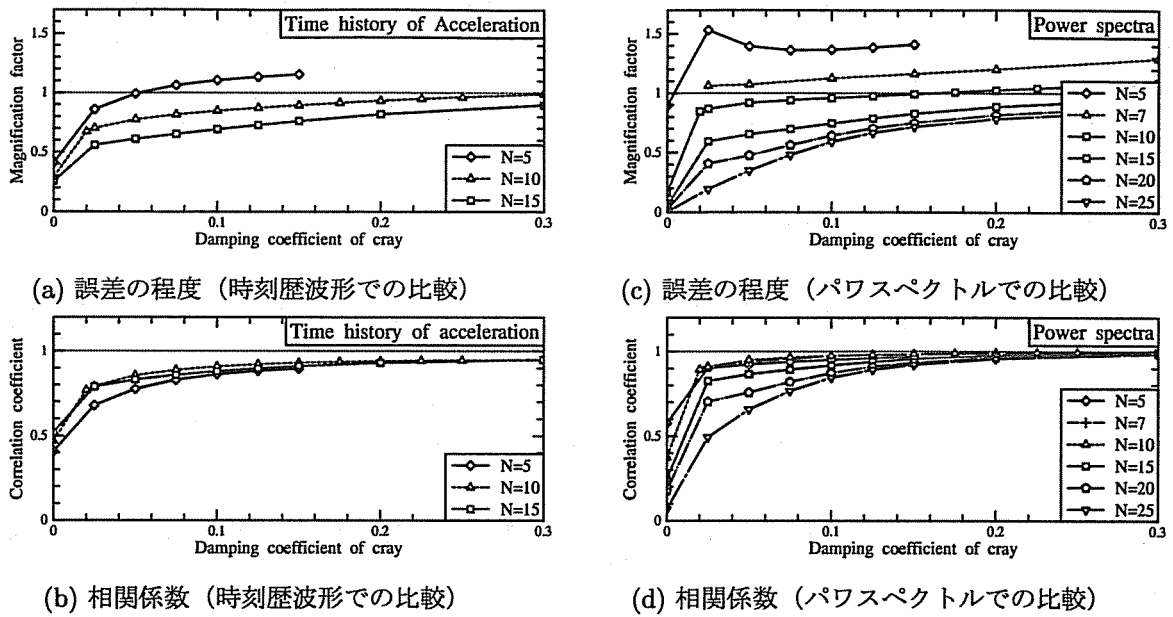 Time history of Acceleration
Magnification factor
1.5
1
0.5
0
N=5
N=10
N=15
0 0.1 0.2 0.3
Damping coefficient of cray
(a) 誤差の程度（時刻歴波形での比較）
Power spectra
Magnification factor
1.5
1
0.5
0
N=5
N=7
N=10
N=15
N=20
N=25
0 0.1 0.2 0.3
Damping coefficient of cray
(c) 誤差の程度（パワスペクトルでの比較）
Time history of acceleration
Correlation coefficient
1
0.5
0
N=5
N=10
N=15
0 0.1 0.2 0.3
Damping coefficient of cray
(b) 相関係数（時刻歴波形での比較）
Power spectra
Correlation coefficient
1
0.5
0
N=5
N=7
N=10
N=15
N=20
N=25
0 0.1 0.2 0.3
Damping coefficient of cray
(d) 相関係数（パワスペクトルでの比較）